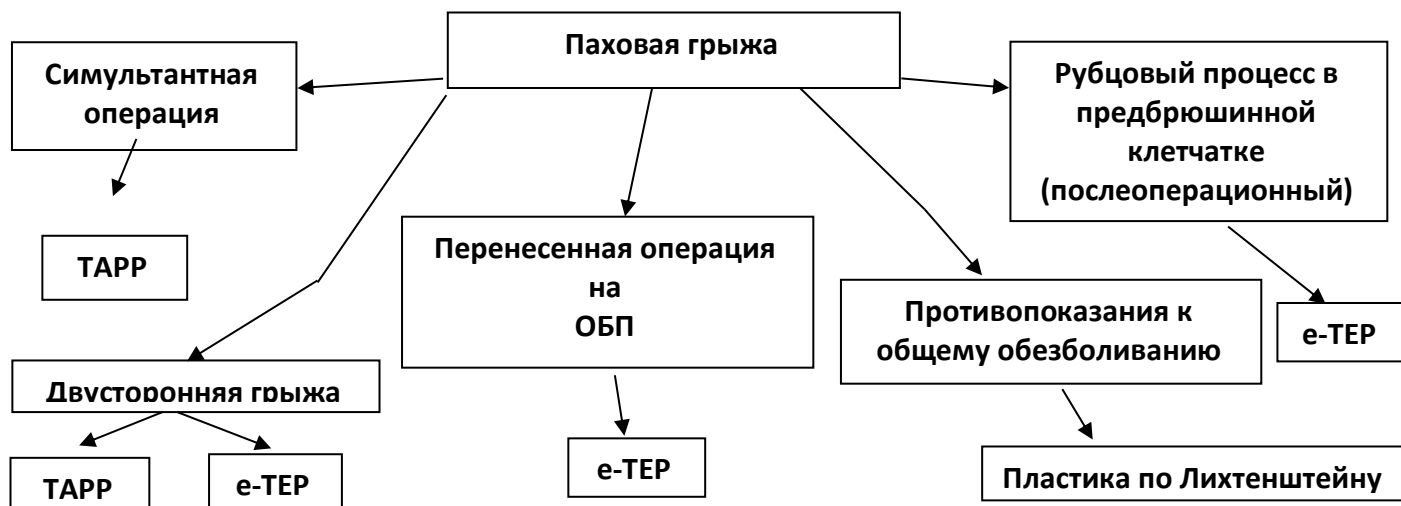 Паховая грыжа
Симультантная
операция
Рубцовый процесс в
предбрюшинной
клетчатке
(послеоперационный)
ТАРР
Перенесенная операция
на
ОБП
Противопоказания к
общему обезболиванию
е-ТЕР
Двусторонняя грыжа
ТАРР
е-ТЕР
е-ТЕР
Пластика по Лихтенштейну